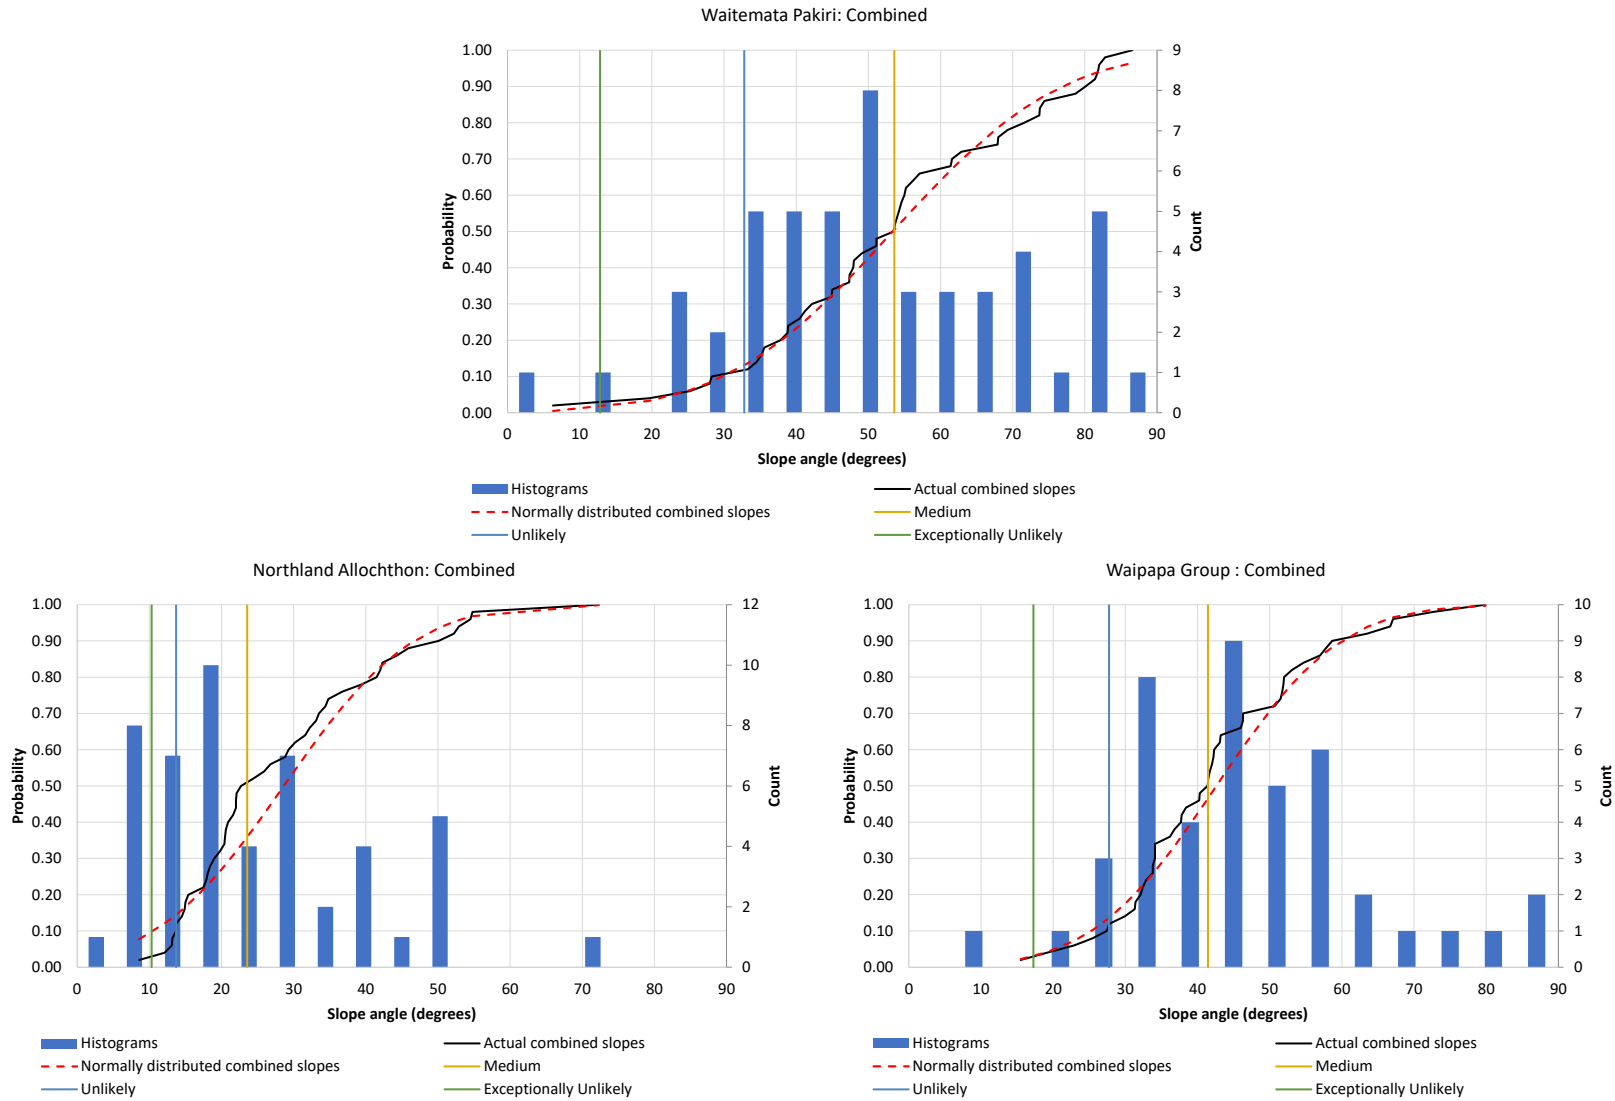 Waitemata Pakiri: Combined
1.00 9
0.90 8
0.80 7
0.70 6
0.60 5
0.50 4
0.40 3
0.30 2
0.20 1
0.10 0
0.00
Probability
Count
0 10 20 30 40 50 60 70 80 90
Slope angle (degrees)
Histograms Actual combined slopes
Normally distributed combined slopes Medium
Unlikely Exceptionally Unlikely
Northland Allochthon: Combined
1.00 12
0.90 10
0.80 8
0.70 6
0.60 4
0.50 2
0.40 0
0.30
0.20
0.10
0.00
Probability
Count
0 10 20 30 40 50 60 70 80 90
Slope angle (degrees)
Histograms Actual combined slopes
Normally distributed combined slopes Medium
Unlikely Exceptionally Unlikely
Waipapa Group : Combined
1.00 10
0.90 9
0.80 8
0.70 7
0.60 6
0.50 5
0.40 4
0.30 3
0.20 2
0.10 1
0.00 0
Probability
Count
0 10 20 30 40 50 60 70 80 90
Slope angle (degrees)
Histograms Actual combined slopes
Normally distributed combined slopes Medium
Unlikely Exceptionally Unlikely